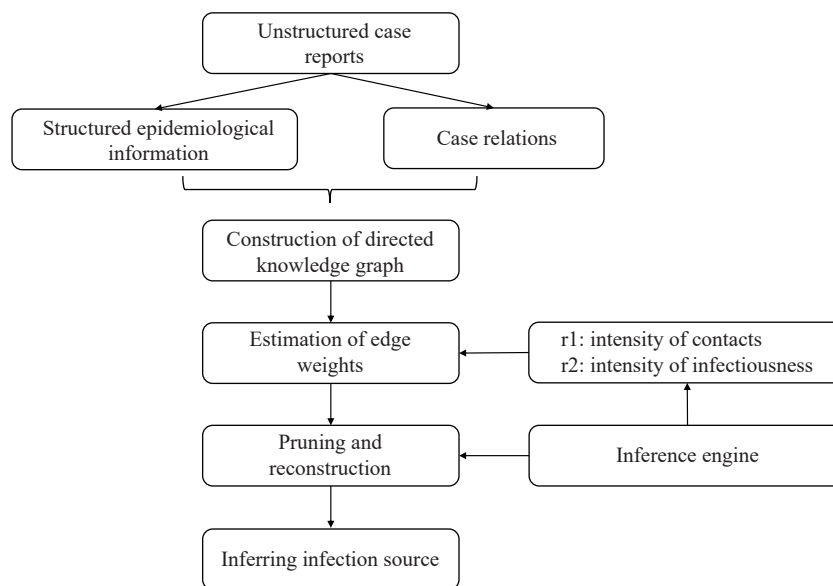 Unstructured case
reports
Structured epidemiological
information
Case relations
Construction of directed
knowledge graph
Estimation of edge
weights
r1: intensity of contacts
r2: intensity of infectiousness
Pruning and
reconstruction
Inference engine
Inferring infection source